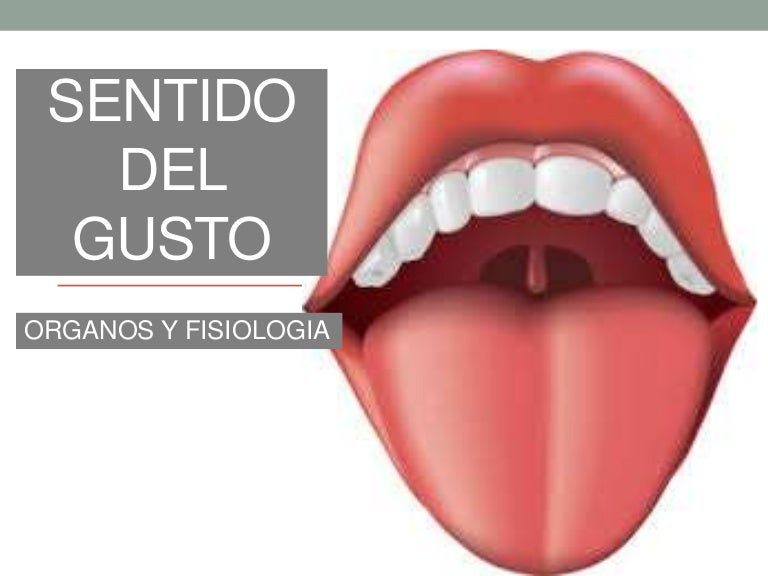 SENTIDO
DEL
GUSTO
ORGANOS Y FISIOLOGIA